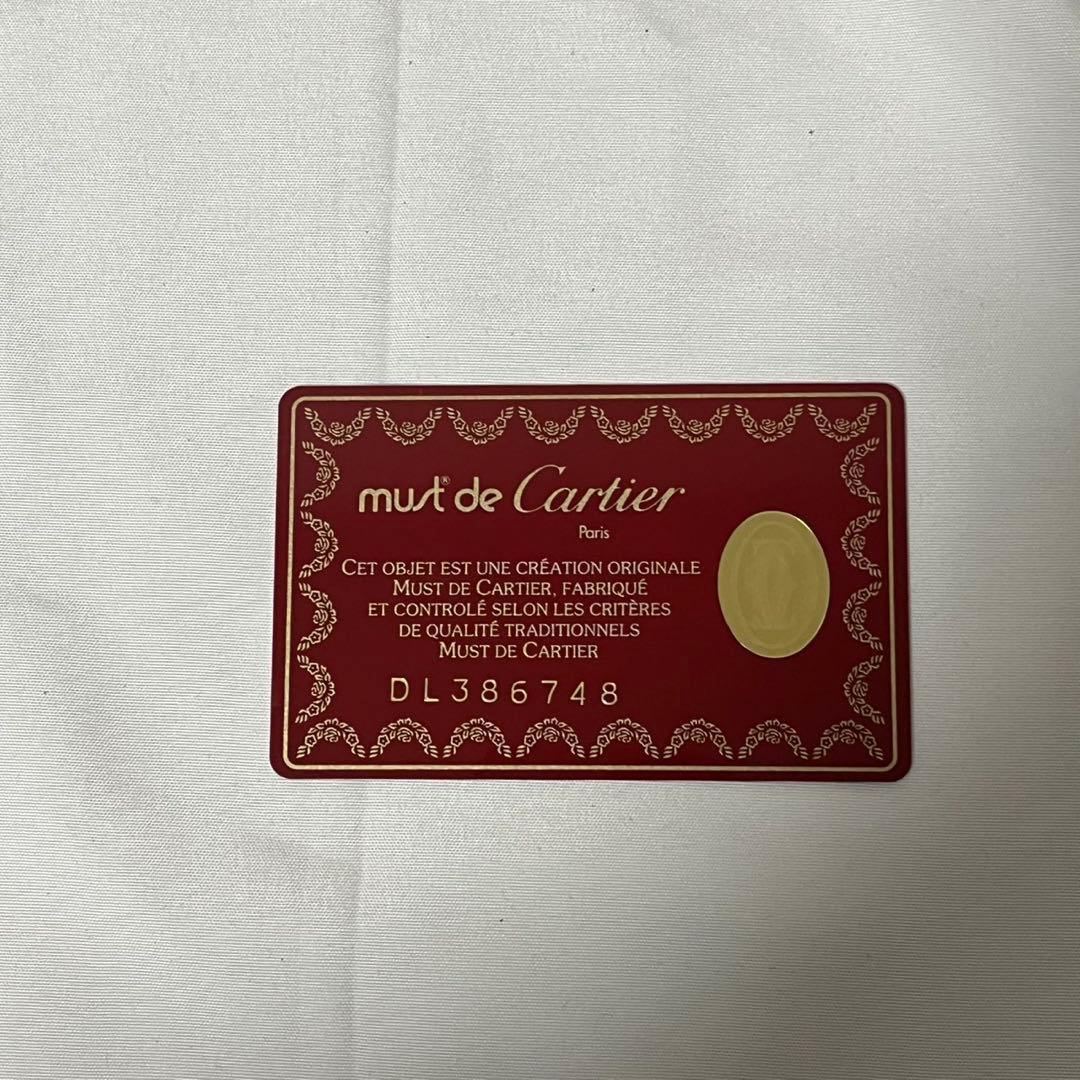 must® de Cartier
Paris
CET OBJET EST UNE CRÉATION ORIGINALE
MUST DE CARTIER, FABRIQUÉ
ET CONTROLÉ SELON LES CRITÈRES
DE QUALITÉ TRADITIONNELS
MUST DE CARTIER
DL386748